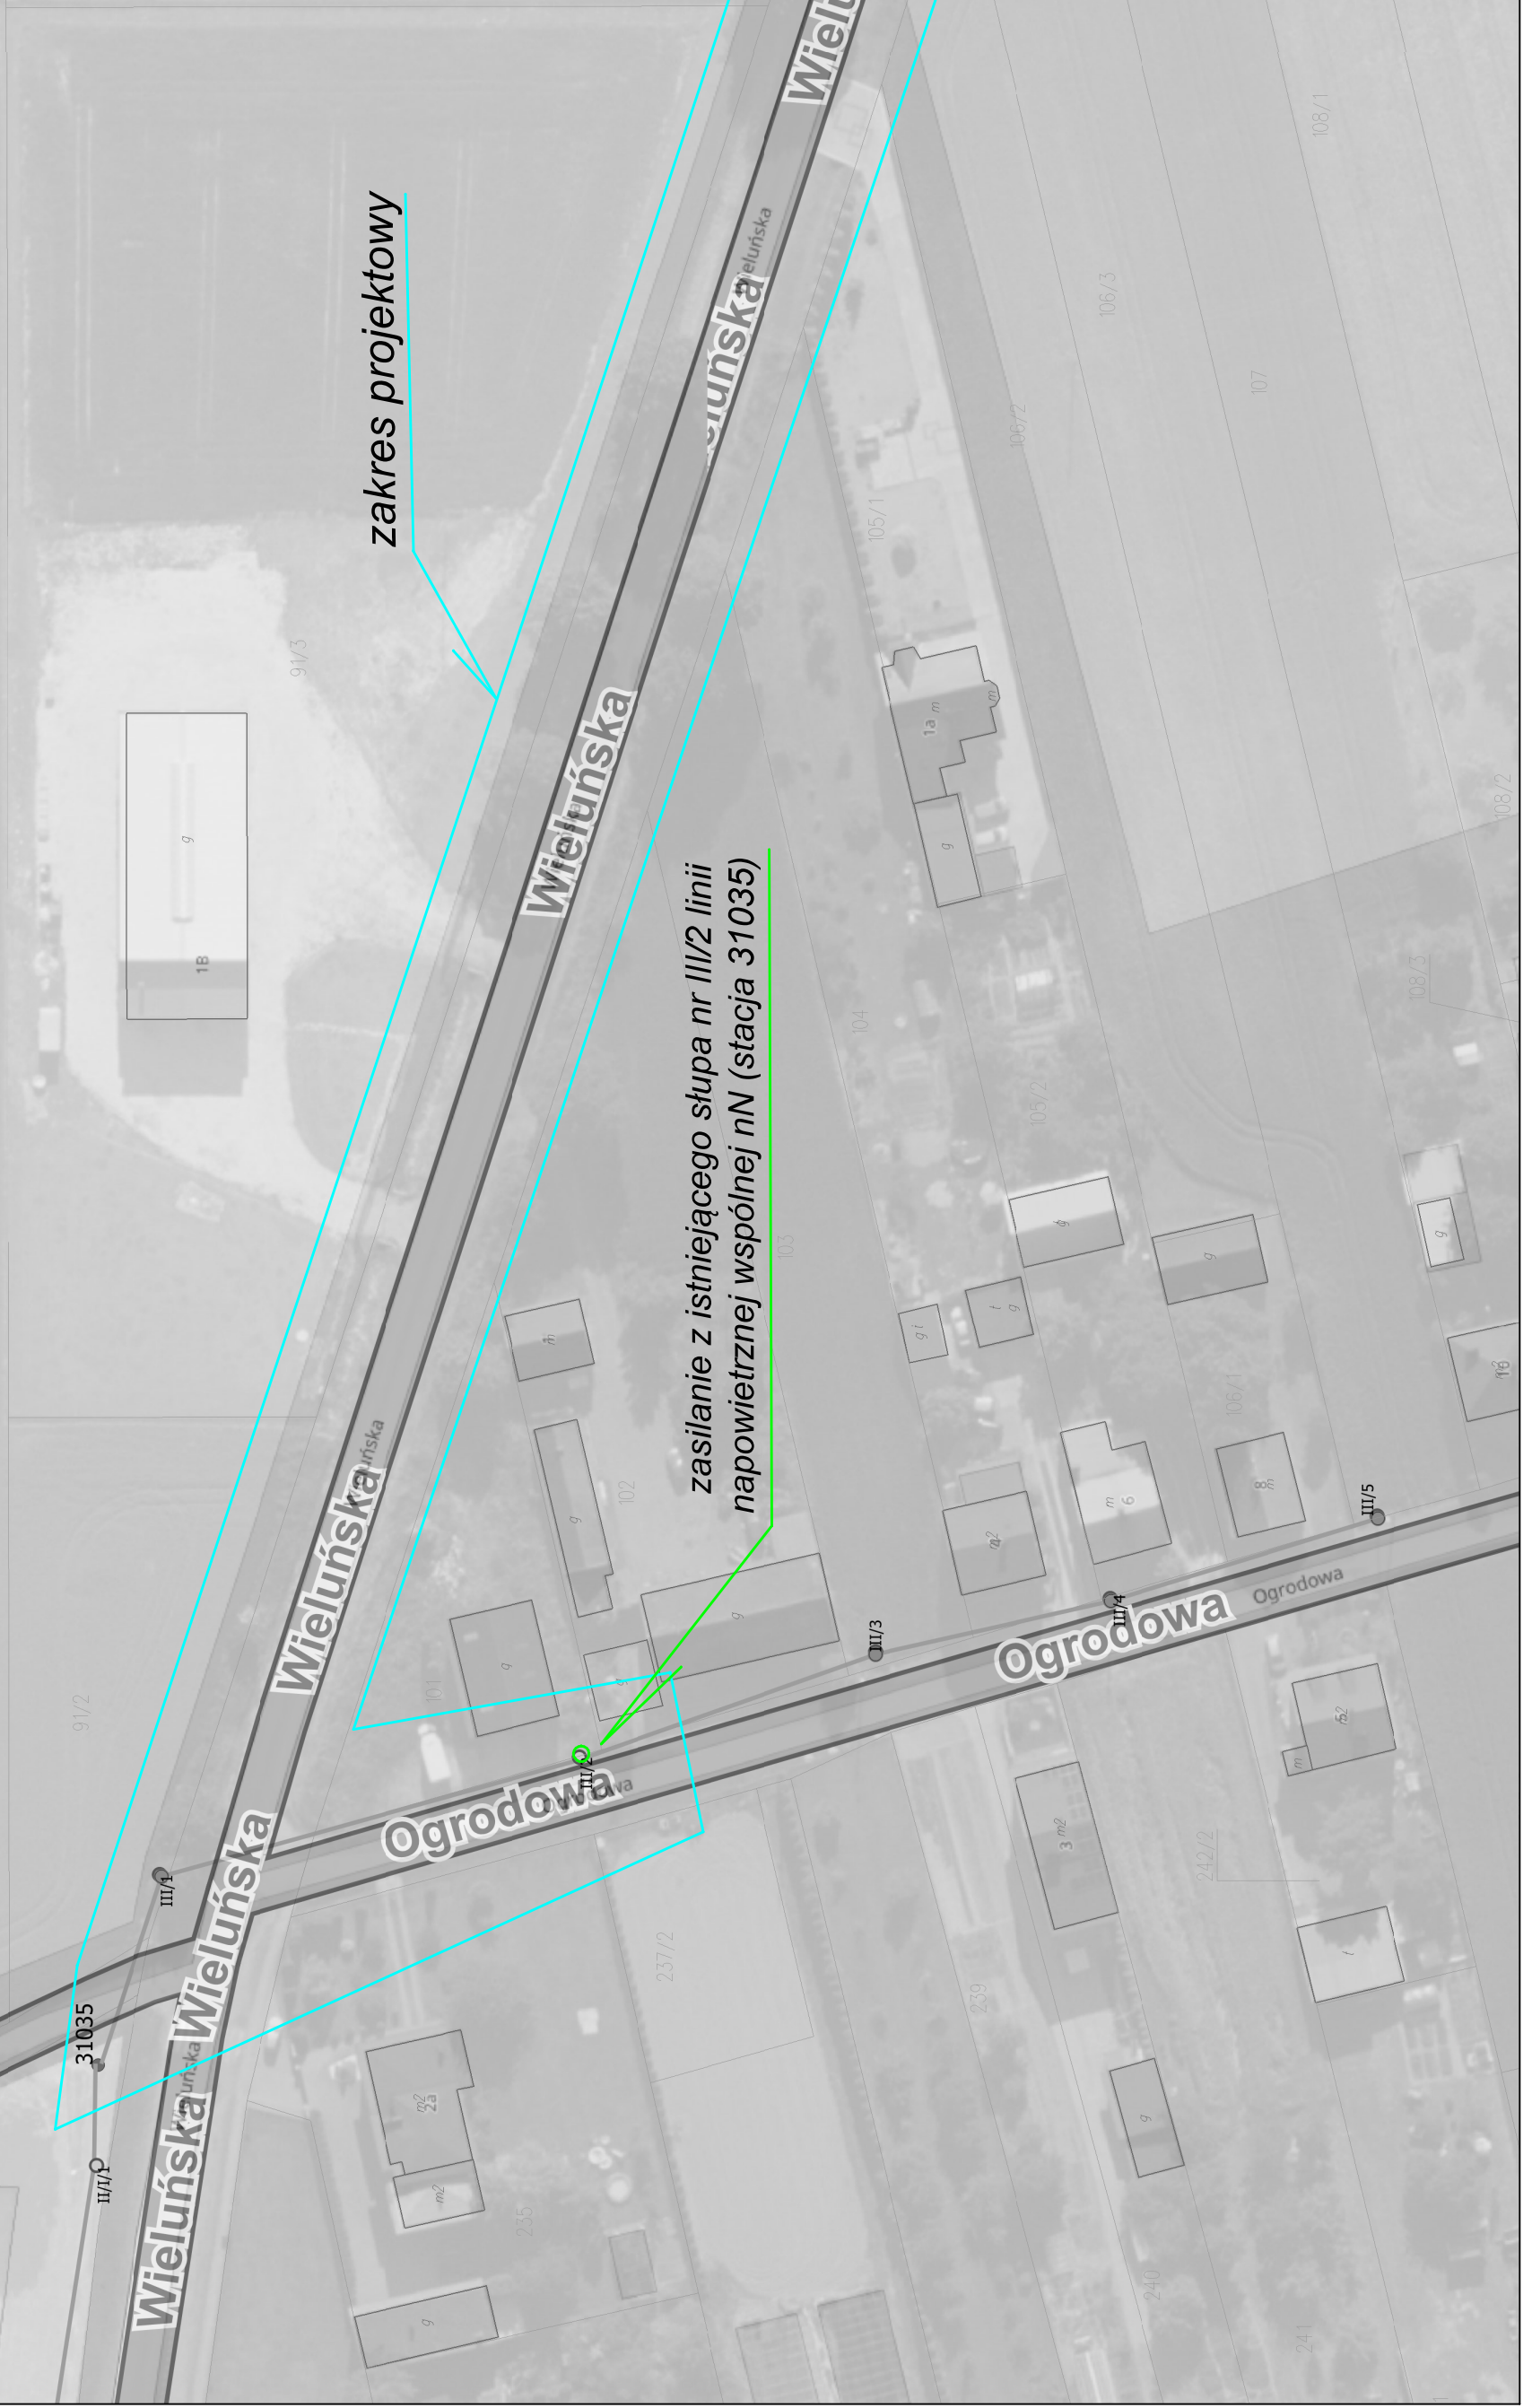 zakres projektowy
zasilanie z istniejącego słupa nr III/2 linii
napowietrznej wspólnej nN (stacja 31035)
Wieluńska
Wieluńska
Wieluńska
Wieluńska
Wieluńska
Wieluńska
Wieluńska
Wieluńska
Ogrodowa
Ogrodowa
Ogrodowa
31035
II/I/1
III/1
III/2
III/3
III/4
III/5
91/2
91/3
101
102
103
104
105/1
105/2
106/1
106/2
106/3
107
108/1
108/2
108/3
235
237/2
239
240
241
242/2
1B
g
1a
m
m
g
g
g
g
m2
2a
m2
g
3
m2
m
6
8
m
g
g
t
g
g
t
g
m
t